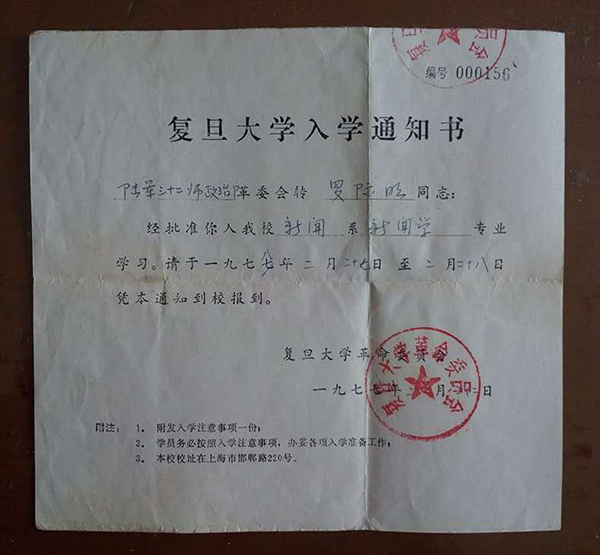 编号 000156
复旦大学入学通知书
陆军三十二师政治部革委会转 同志:
经批准你入我校新闻系新闻学专业
学习。请于一九七七年二月二十七日至二月二十八日
凭本通知到校报到。
复旦大学革命委员会
一九七七年二月 日
附注: 1. 附发入学注意事项一份;
2. 学员务必按照入学注意事项,办妥各项入学准备工作;
3. 本校校址在上海市邯郸路220号。